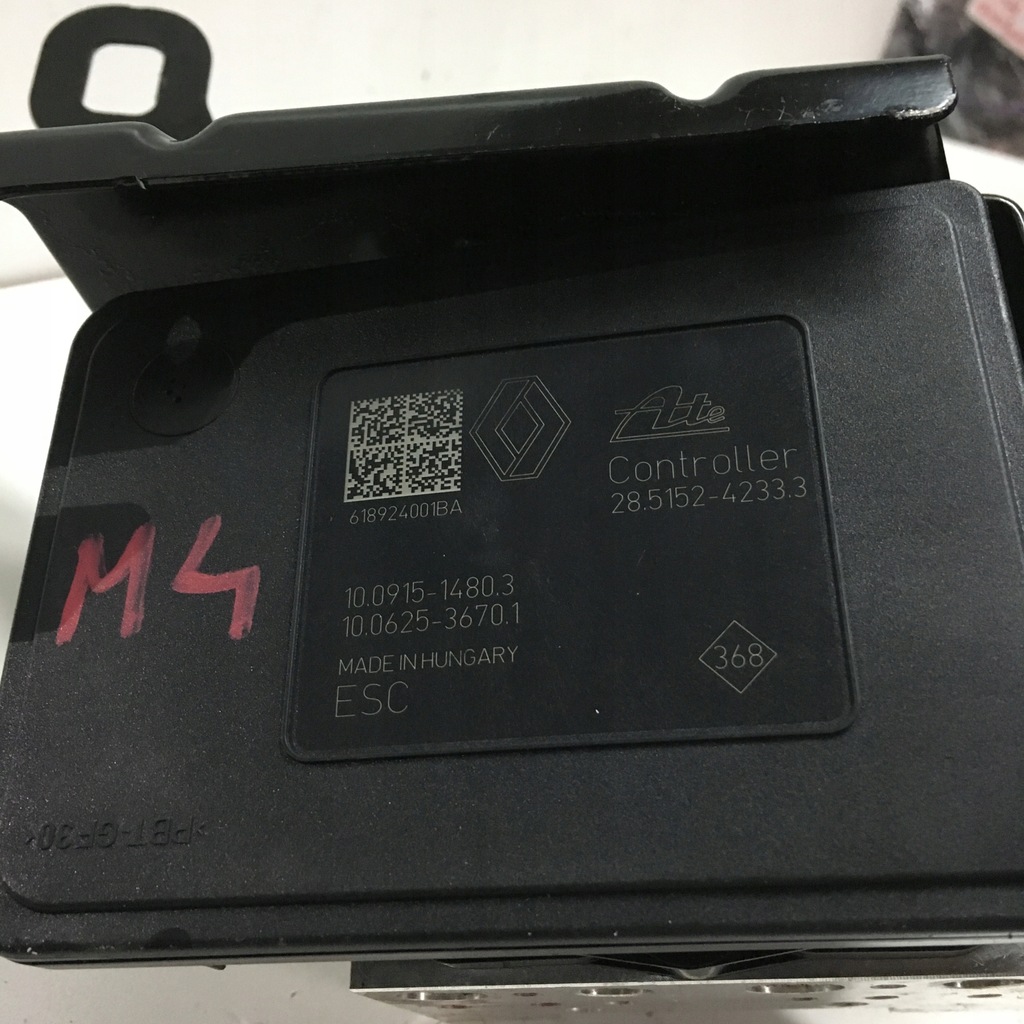 618924001BA
Ate
Controller
28.5152-4233.3
M4
10.0915-1480.3
10.0625-3670.1
MADE IN HUNGARY
368
ESC
>PBT-GF30<